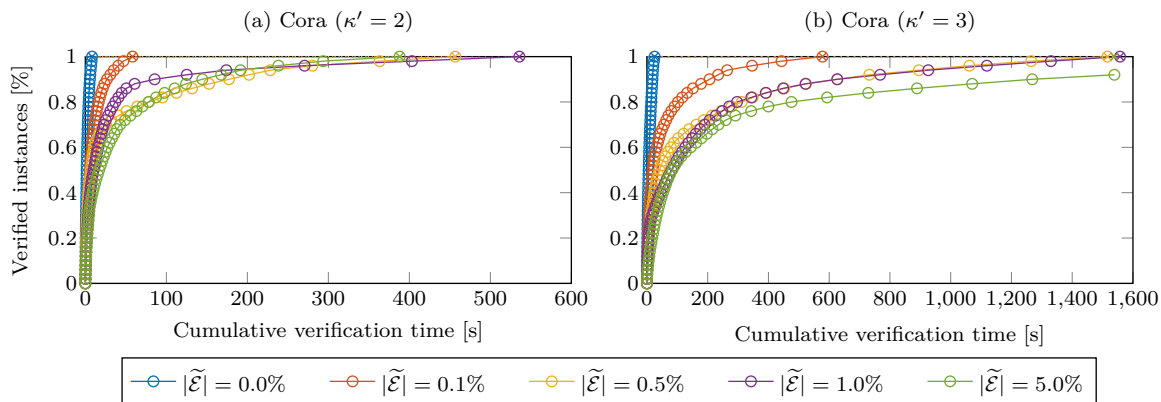 (a) Cora (κ′ = 2)
(b) Cora (κ′ = 3)
Verified instances [%]
1
0.8
0.6
0.4
0.2
0
0 100 200 300 400 500 600
Cumulative verification time [s]
1
0.8
0.6
0.4
0.2
0
0 200 400 600 800 1,000 1,200 1,400 1,600
Cumulative verification time [s]
|ℰ̃| = 0.0% |ℰ̃| = 0.1% |ℰ̃| = 0.5% |ℰ̃| = 1.0% |ℰ̃| = 5.0%